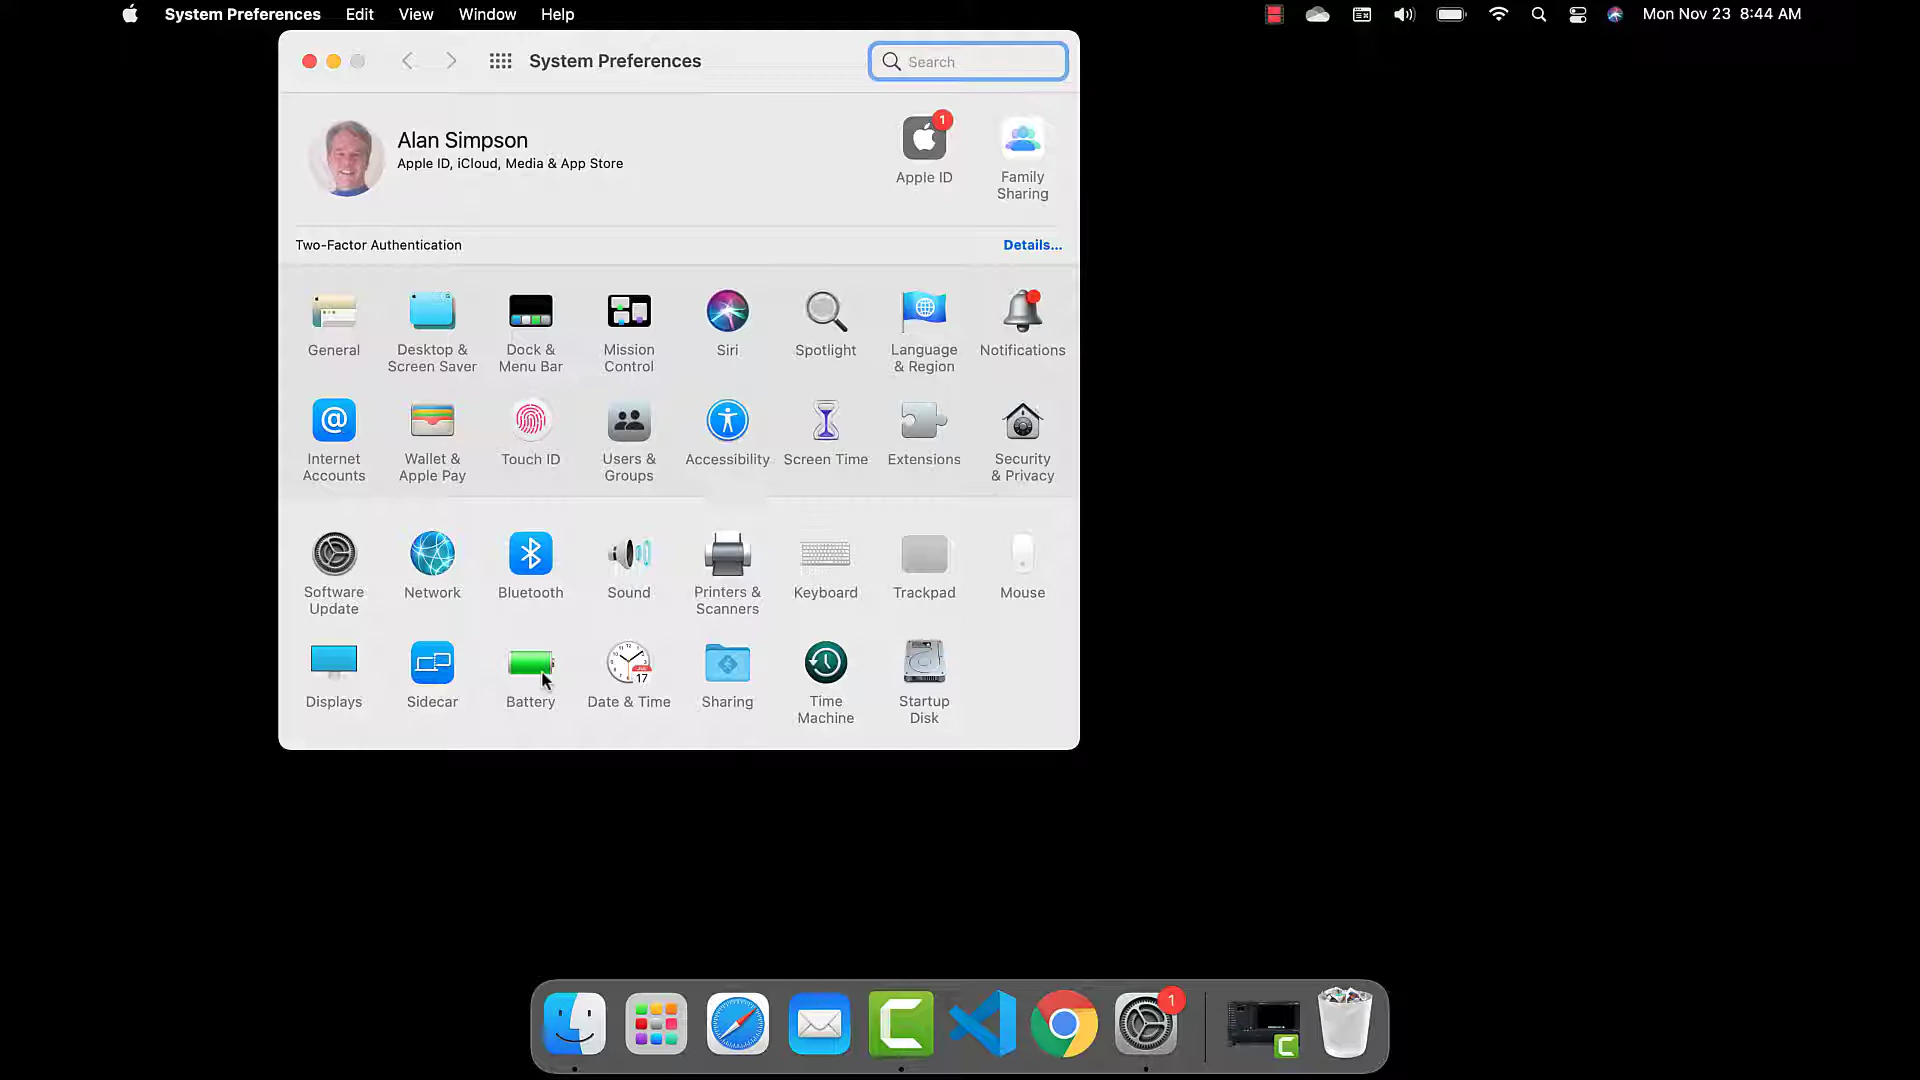 System Preferences Edit View Window Help Mon Nov 23 8:44 AM
System Preferences
Search
Alan Simpson
Apple ID, iCloud, Media & App Store
1
Apple ID
Family
Sharing
Two-Factor Authentication
Details...
General
Desktop &
Screen Saver
Dock &
Menu Bar
Mission
Control
Siri
Spotlight
Language
& Region
Notifications
Internet
Accounts
Wallet &
Apple Pay
Touch ID
Users &
Groups
Accessibility
Screen Time
Extensions
Security
& Privacy
Software
Update
Network
Bluetooth
Sound
Printers &
Scanners
Keyboard
Trackpad
Mouse
Displays
Sidecar
Battery
17
Date & Time
Sharing
Time
Machine
Startup
Disk
1